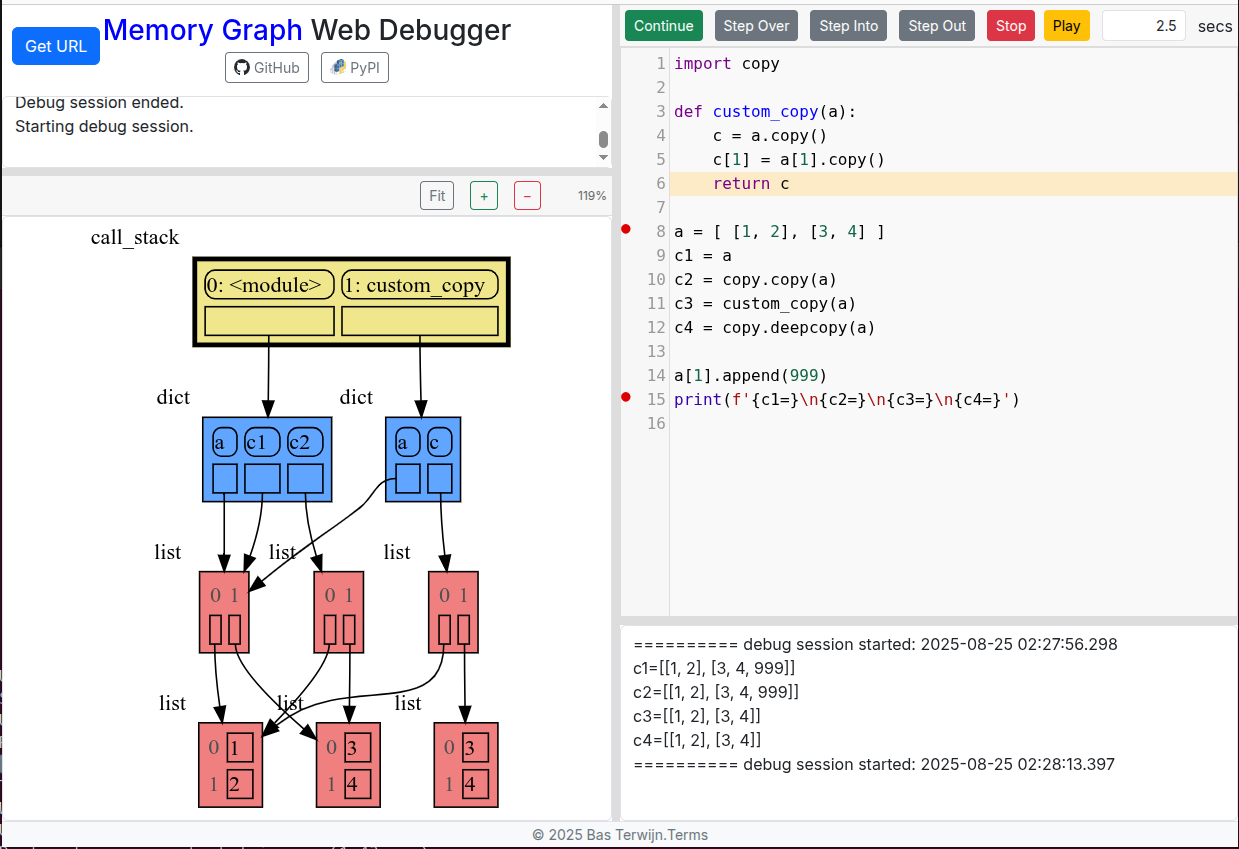 Get URL
Memory Graph Web Debugger
GitHub
PyPI
Debug session ended.
Starting debug session.
Fit
+
−
119%
call_stack
0: <module>
1: custom_copy
dict
dict
a c1 c2
a c
list
list
list
0 1
0 1
0 1
list
list
list
0 1
1 2
0 3
1 4
0 3
1 4
Continue
Step Over
Step Into
Step Out
Stop
Play
2.5
secs
1 import copy
2
3 def custom_copy(a):
4     c = a.copy()
5     c[1] = a[1].copy()
6     return c
7
8 a = [ [1, 2], [3, 4] ]
9 c1 = a
10 c2 = copy.copy(a)
11 c3 = custom_copy(a)
12 c4 = copy.deepcopy(a)
13
14 a[1].append(999)
15 print(f'{c1=}\n{c2=}\n{c3=}\n{c4=}')
16
========== debug session started: 2025-08-25 02:27:56.298
c1=[[1, 2], [3, 4, 999]]
c2=[[1, 2], [3, 4, 999]]
c3=[[1, 2], [3, 4]]
c4=[[1, 2], [3, 4]]
========== debug session started: 2025-08-25 02:28:13.397
© 2025 Bas Terwijn.Terms